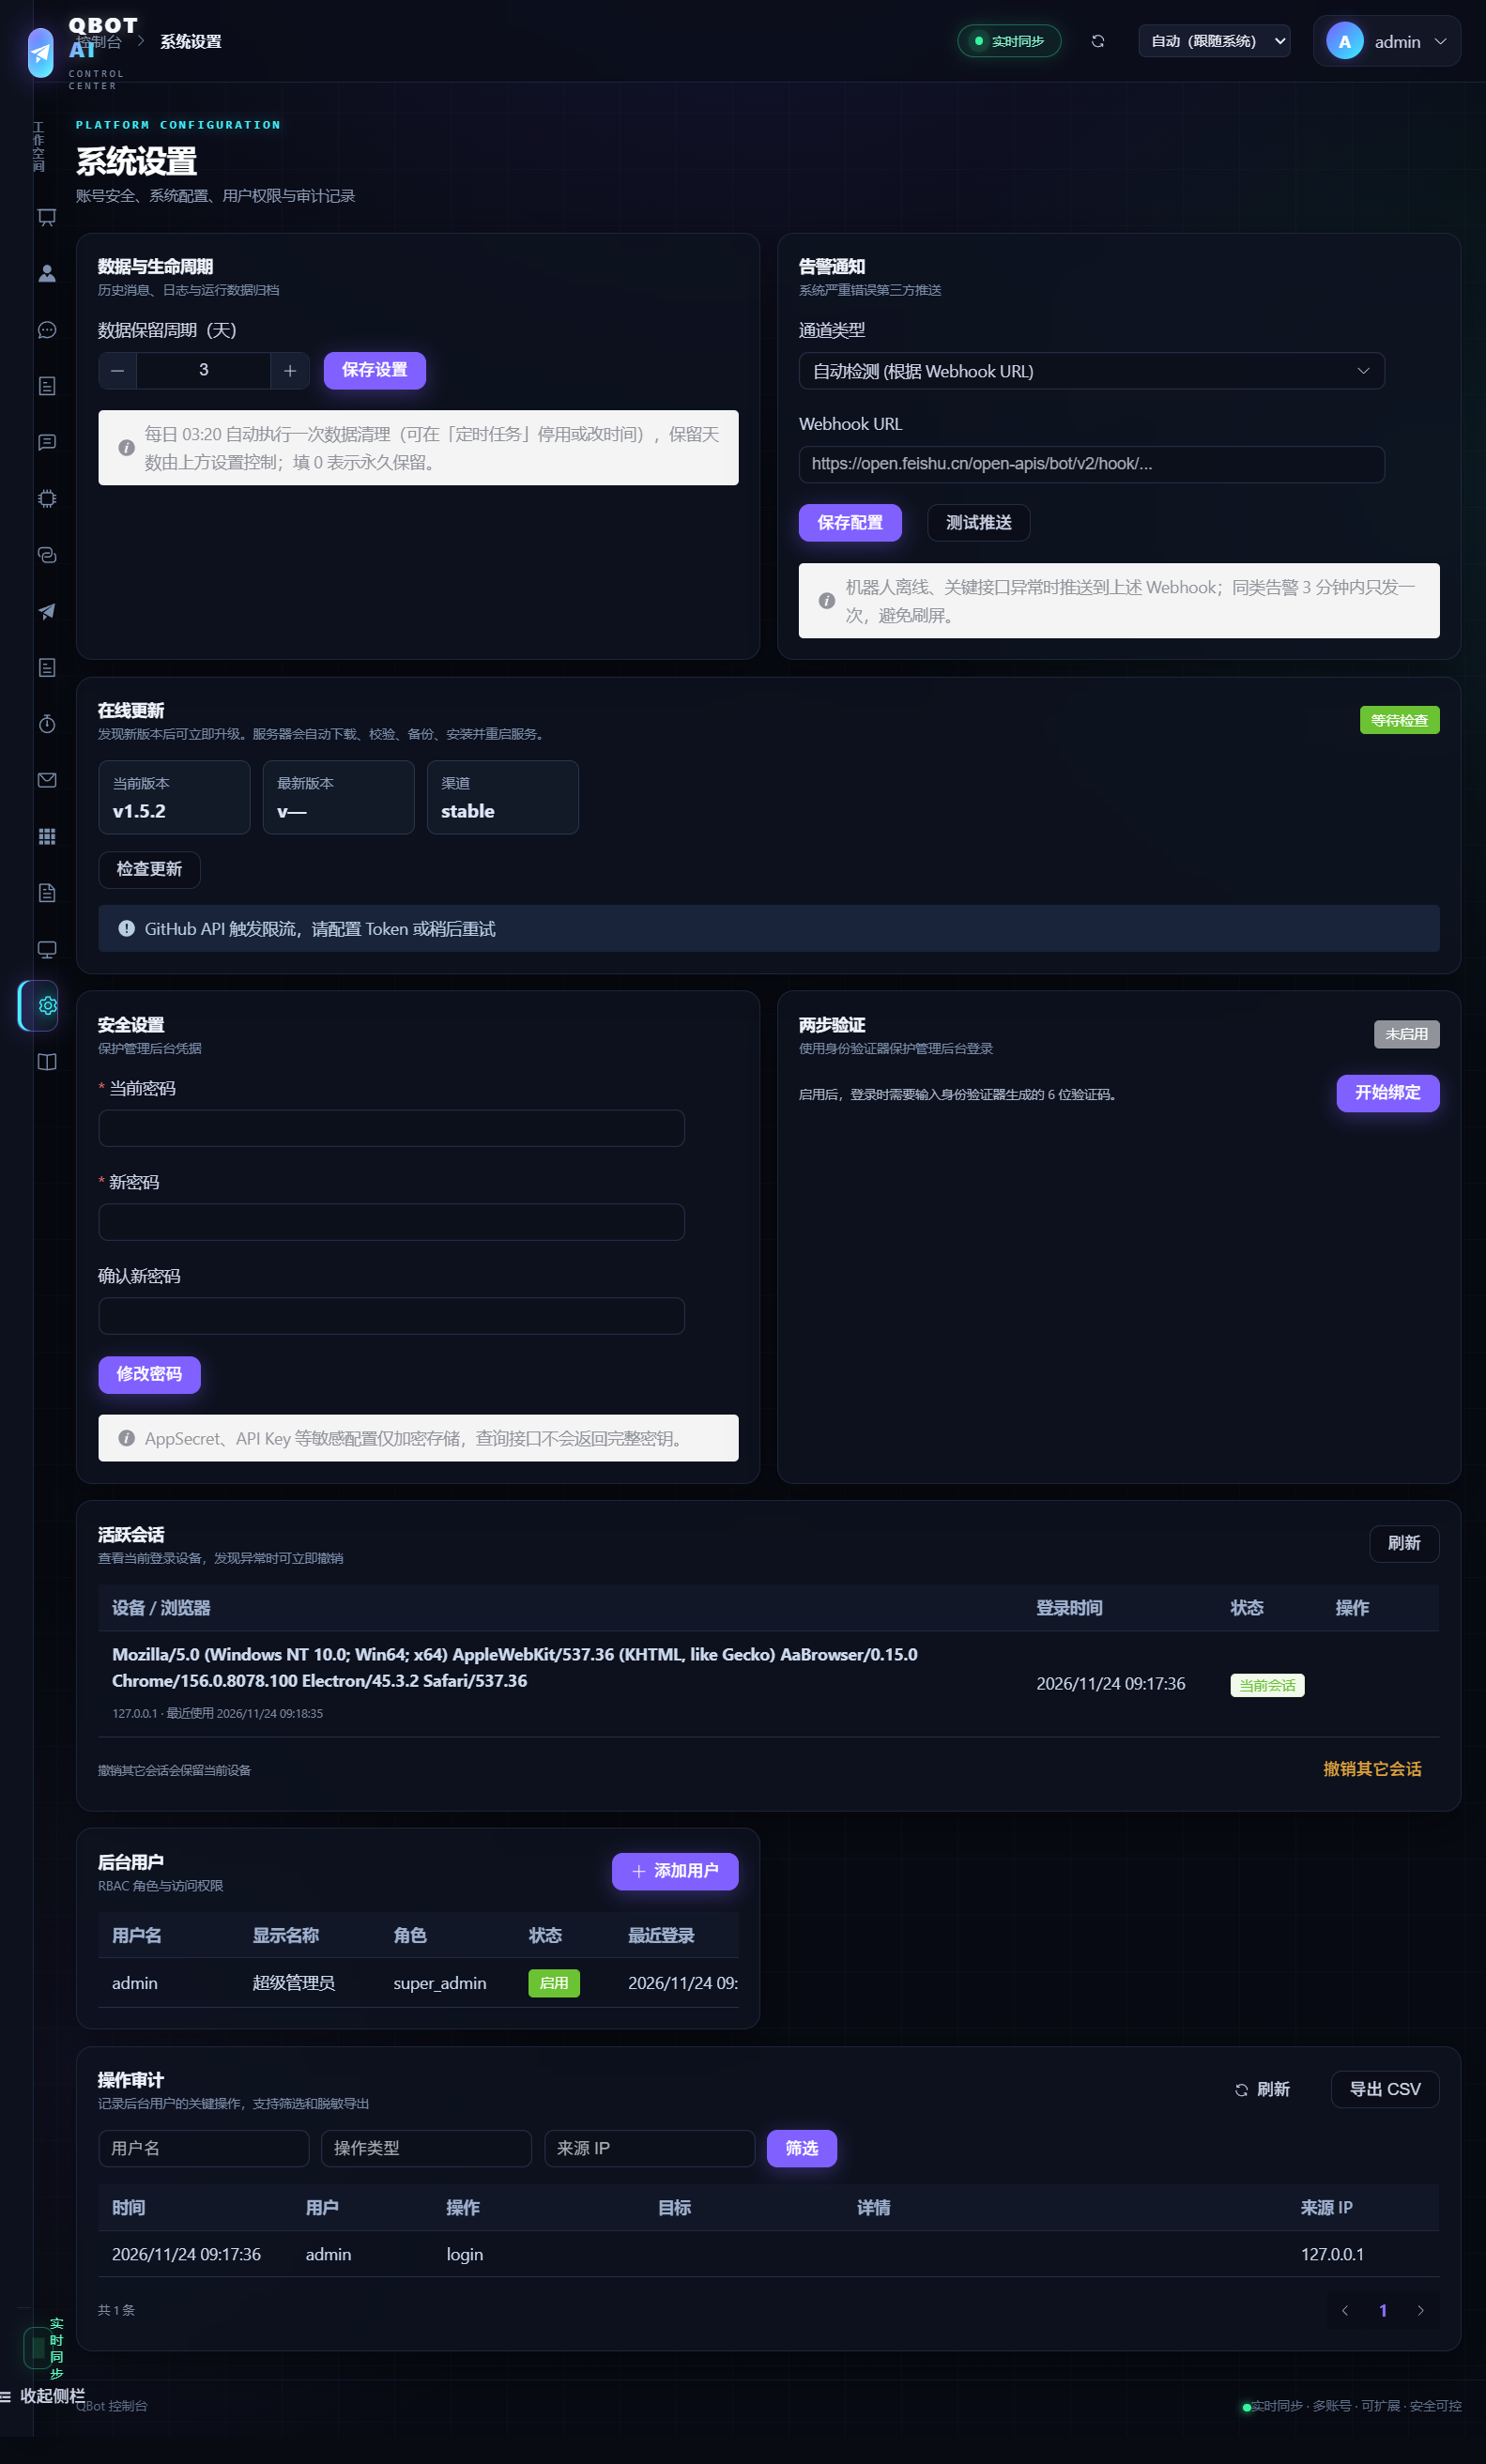 QBOT
AI
CONTROL
CENTER
控制台
系统设置
实时同步
自动（跟随系统）
A
admin
工作空间
PLATFORM CONFIGURATION
系统设置
账号安全、系统配置、用户权限与审计记录
数据与生命周期
历史消息、日志与运行数据归档
数据保留周期（天）
3
保存设置
每日 03:20 自动执行一次数据清理（可在「定时任务」停用或改时间），保留天
数由上方设置控制；填 0 表示永久保留。
告警通知
系统严重错误第三方推送
通道类型
自动检测 (根据 Webhook URL)
Webhook URL
https://open.feishu.cn/open-apis/bot/v2/hook/...
保存配置
测试推送
机器人离线、关键接口异常时推送到上述 Webhook；同类告警 3 分钟内只发一
次，避免刷屏。
在线更新
发现新版本后可立即升级。服务器会自动下载、校验、备份、安装并重启服务。
等待检查
当前版本
v1.5.2
最新版本
v—
渠道
stable
检查更新
GitHub API 触发限流，请配置 Token 或稍后重试
安全设置
保护管理后台凭据
* 当前密码
* 新密码
确认新密码
修改密码
AppSecret、API Key 等敏感配置仅加密存储，查询接口不会返回完整密钥。
两步验证
使用身份验证器保护管理后台登录
未启用
启用后，登录时需要输入身份验证器生成的 6 位验证码。
开始绑定
活跃会话
查看当前登录设备，发现异常时可立即撤销
刷新
设备 / 浏览器
登录时间
状态
操作
Mozilla/5.0 (Windows NT 10.0; Win64; x64) AppleWebKit/537.36 (KHTML, like Gecko) AaBrowser/0.15.0
Chrome/156.0.8078.100 Electron/45.3.2 Safari/537.36
127.0.0.1 · 最近使用 2026/11/24 09:18:35
2026/11/24 09:17:36
当前会话
撤销其它会话会保留当前设备
撤销其它会话
后台用户
RBAC 角色与访问权限
添加用户
用户名
显示名称
角色
状态
最近登录
admin
超级管理员
super_admin
启用
2026/11/24 09:
操作审计
记录后台用户的关键操作，支持筛选和脱敏导出
刷新
导出 CSV
用户名
操作类型
来源 IP
筛选
时间
用户
操作
目标
详情
来源 IP
2026/11/24 09:17:36
admin
login
127.0.0.1
共 1 条
1
实时同步
收起侧栏
QBot 控制台
实时同步 · 多账号 · 可扩展 · 安全可控